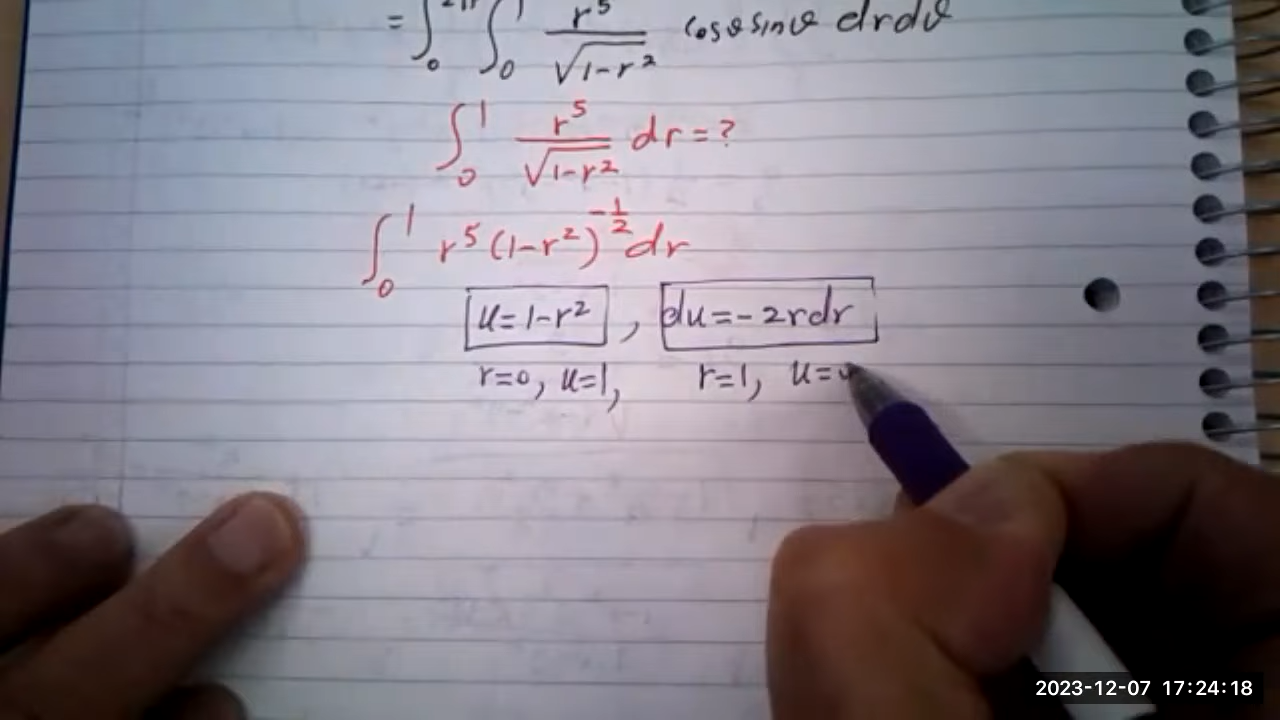 = ∫₀^2π ∫₀^1 r⁵/√(1-r²) cosθ sinθ dr dθ
∫₀^1 r⁵/√(1-r²) dr = ?
∫₀^1 r⁵(1-r²)^(-1/2) dr
u=1-r² , du=-2rdr
r=0, u=1, r=1, u=0
2023-12-07 17:24:18